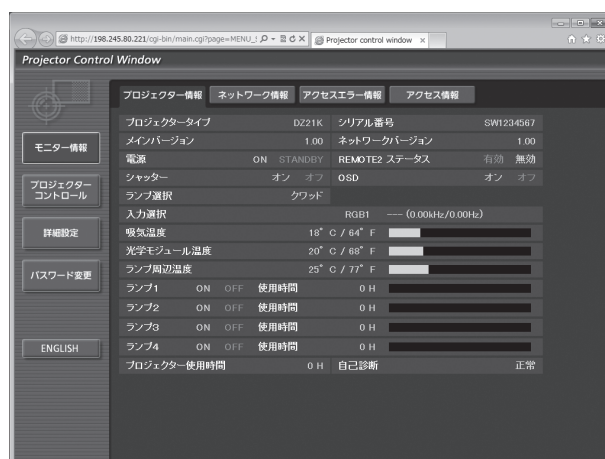 http://198.245.80.221/cgi-bin/main.cgi?page=MENU_S
Projector control window
Projector Control Window
プロジェクター情報 ネットワーク情報 アクセスエラー情報 アクセス情報
モニター情報
プロジェクター
コントロール
詳細設定
パスワード変更
ENGLISH
プロジェクタータイプ DZ21K シリアル番号 SW1234567
メインバージョン 1.00 ネットワークバージョン 1.00
電源 ON STANDBY REMOTE2 ステータス 有効 無効
シャッター オン オフ OSD オン オフ
ランプ選択 クワッド
入力選択 RGB1 --- (0.00kHz/0.00Hz)
吸気温度 18° C / 64° F
光学モジュール温度 20° C / 68° F
ランプ周辺温度 25° C / 77° F
ランプ1 ON OFF 使用時間 0 H
ランプ2 ON OFF 使用時間 0 H
ランプ3 ON OFF 使用時間 0 H
ランプ4 ON OFF 使用時間 0 H
プロジェクター使用時間 0 H 自己診断 正常